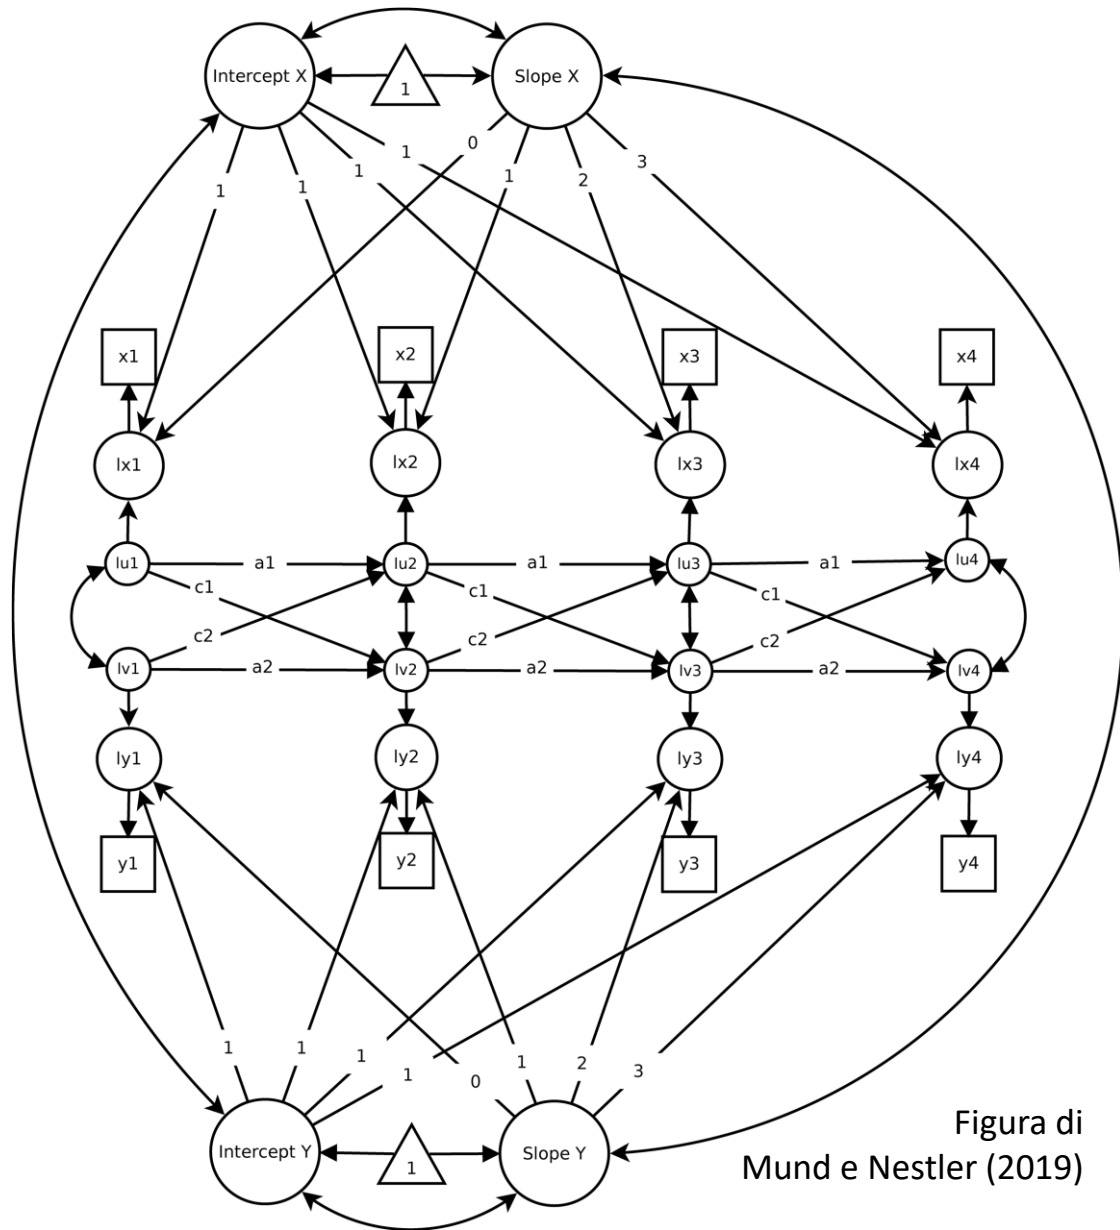 Intercept X
1
Slope X
1 1 1 1 0 1 2 3
x1 x2 x3 x4
lx1 lx2 lx3 lx4
lu1 a1 lu2 a1 lu3 a1 lu4
c1 c1 c1
c2 c2 c2
lv1 a2 lv2 a2 lv3 a2 lv4
ly1 ly2 ly3 ly4
y1 y2 y3 y4
1 1 1 1 0 1 2 3
Intercept Y
1
Slope Y
Figura di
Mund e Nestler (2019)